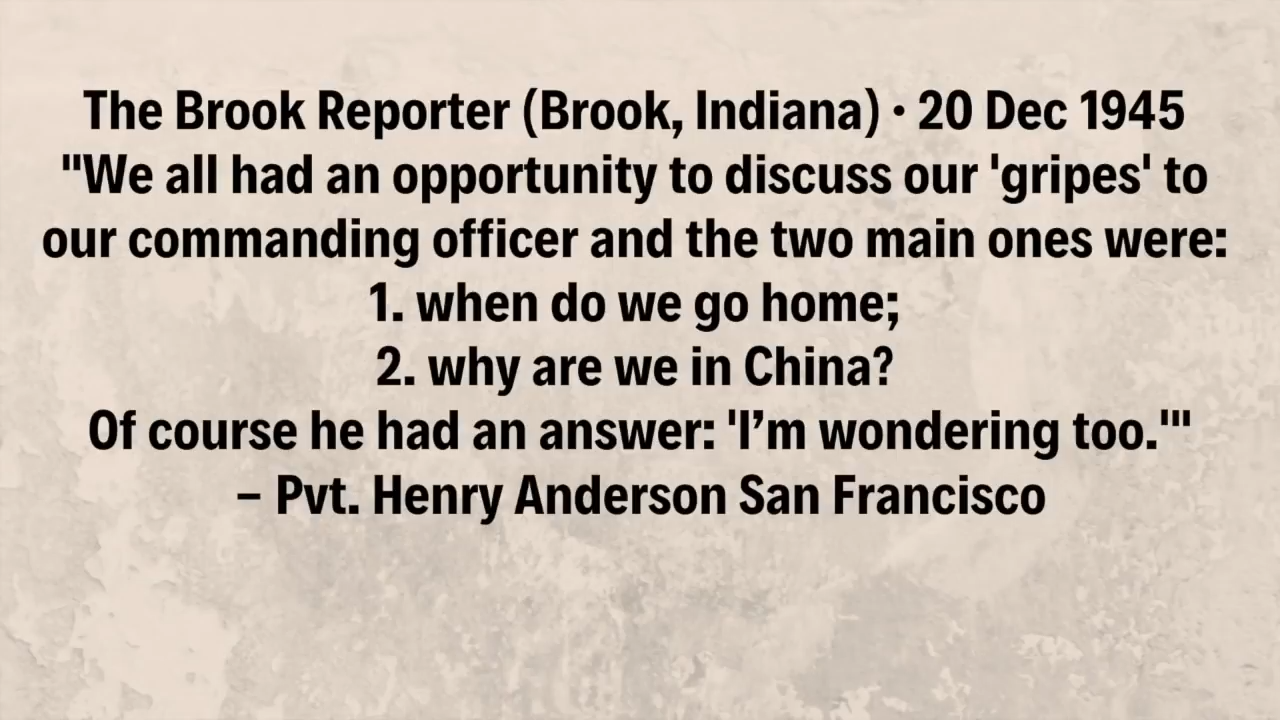 The Brook Reporter (Brook, Indiana) · 20 Dec 1945
"We all had an opportunity to discuss our 'gripes' to
our commanding officer and the two main ones were:
1. when do we go home;
2. why are we in China?
Of course he had an answer: 'I’m wondering too.'"
– Pvt. Henry Anderson San Francisco